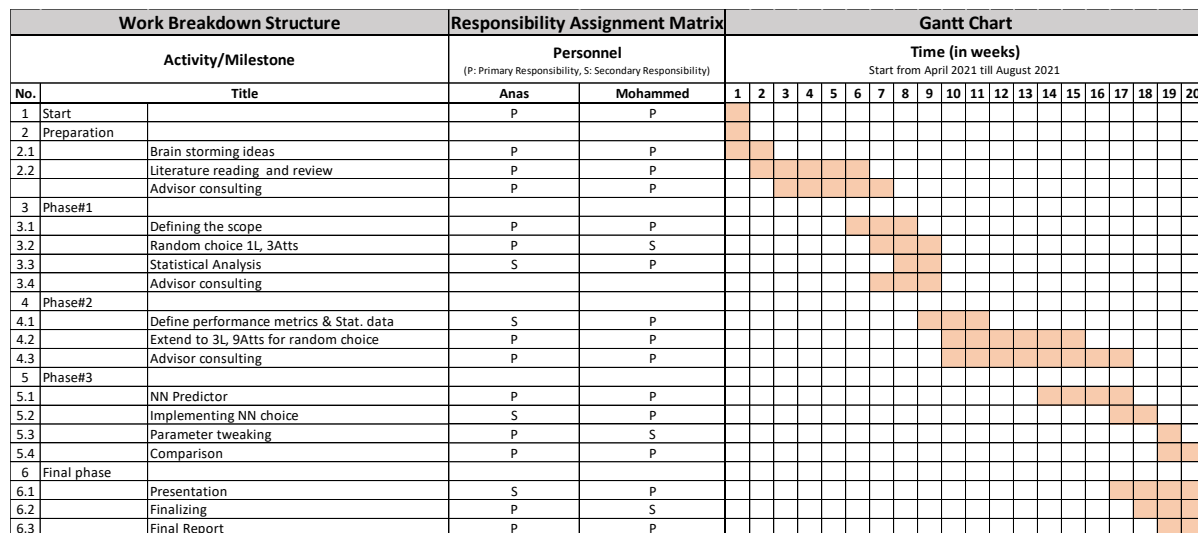 Work Breakdown Structure Responsibility Assignment Matrix Gantt Chart
Activity/Milestone Personnel Time (in weeks)
(P: Primary Responsibility, S: Secondary Responsibility) Start from April 2021 till August 2021
No. Title Anas Mohammed 1 2 3 4 5 6 7 8 9 10 11 12 13 14 15 16 17 18 19 20
1 Start P P
2 Preparation
2.1 Brain storming ideas P P
2.2 Literature reading and review P P
Advisor consulting P P
3 Phase#1
3.1 Defining the scope P P
3.2 Random choice 1L, 3Atts P S
3.3 Statistical Analysis S P
3.4 Advisor consulting
4 Phase#2
4.1 Define performance metrics & Stat. data S P
4.2 Extend to 3L, 9Atts for random choice P P
4.3 Advisor consulting P P
5 Phase#3
5.1 NN Predictor P P
5.2 Implementing NN choice S P
5.3 Parameter tweaking P S
5.4 Comparison P P
6 Final phase
6.1 Presentation S P
6.2 Finalizing P S
6.3 Final Report P P